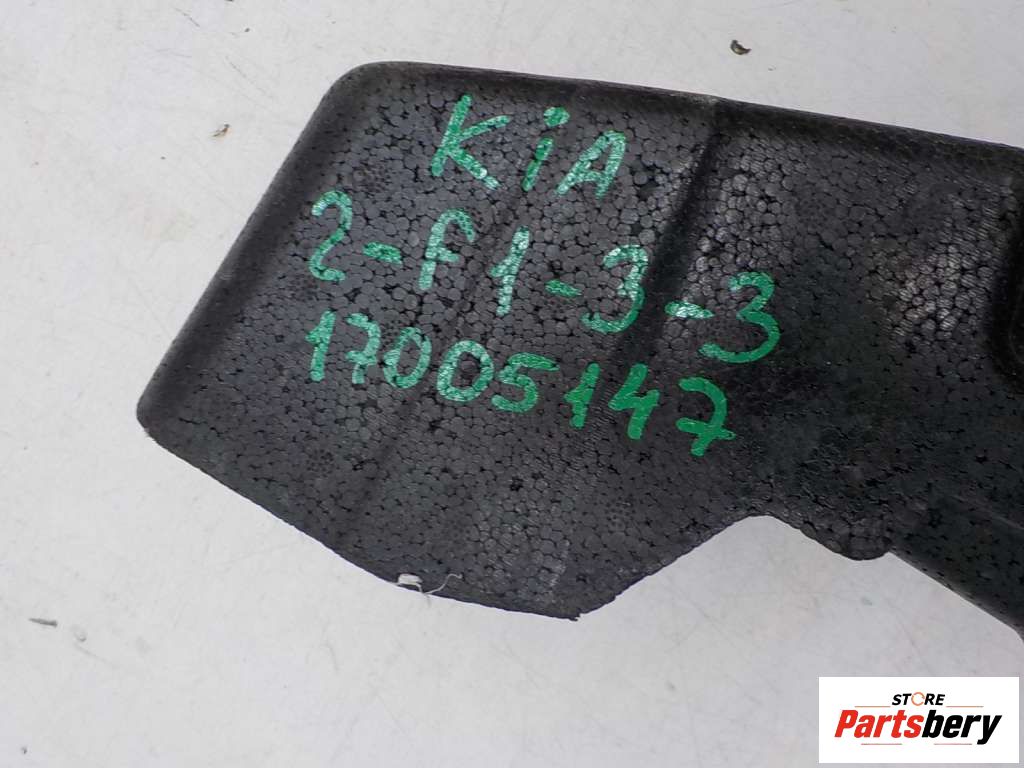 KiA
2-F1-3-3
17005147
STORE
Partsbery